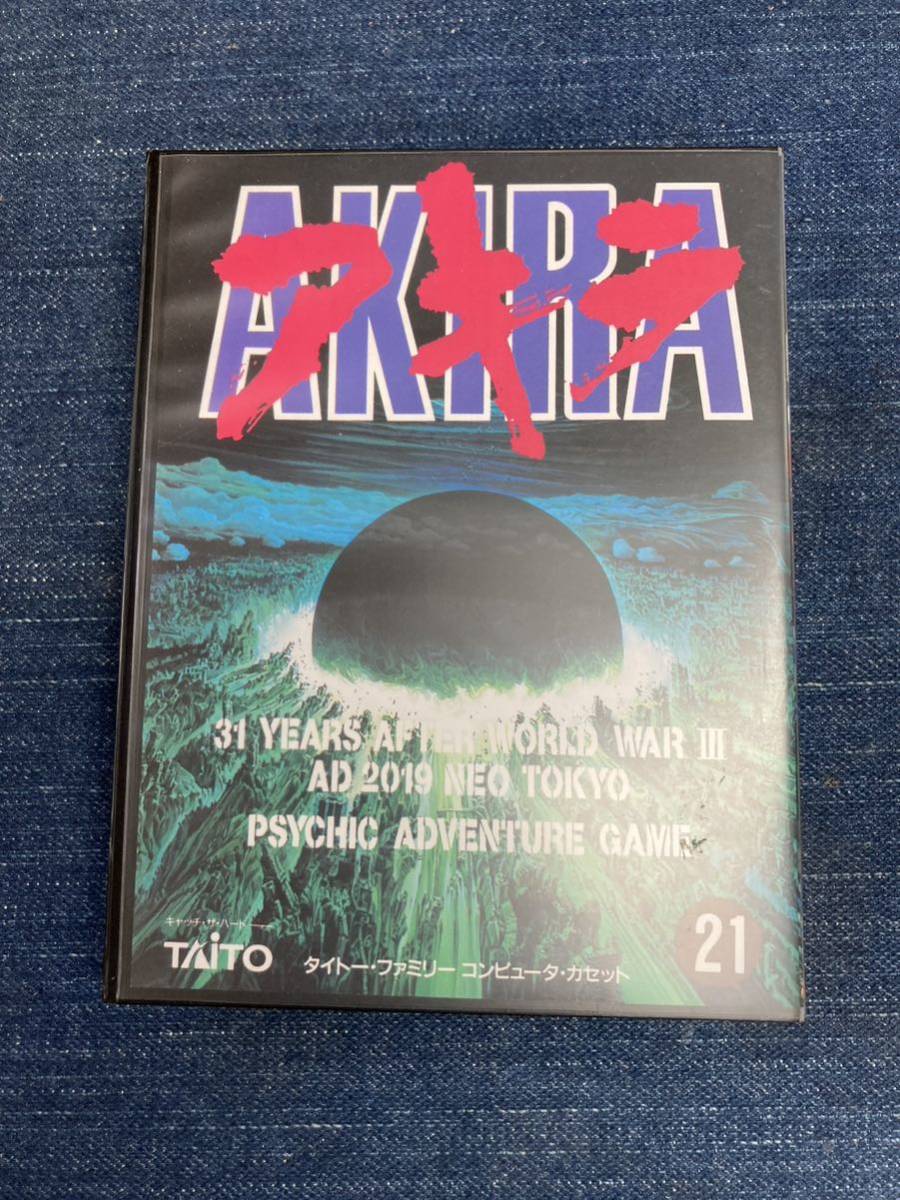 AKIRA
アキラ
31 YEARS AFTER WORLD WAR III
AD 2019 NEO TOKYO
PSYCHIC ADVENTURE GAME
キャッチ・ザ・ハート
TAITO
タイトー・ファミリー コンピュータ・カセット
21